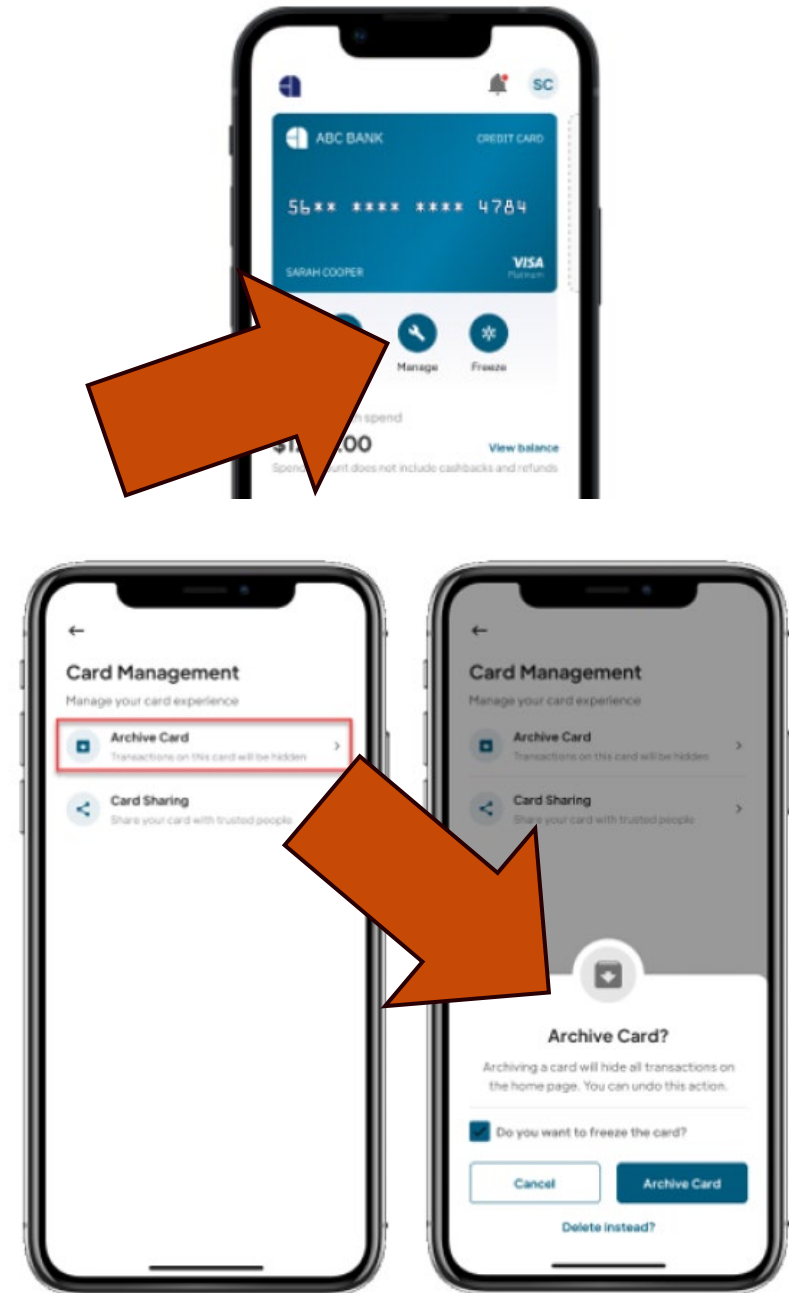 SC
ABC BANK
CREDIT CARD
56** **** **** 4784
SARAH COOPER
VISA
Platinum
Manage
Freeze
spend
.00
View balance
does not include cashbacks and refunds
Card Management
Manage your card experience
Archive Card
Transactions on this card will be hidden
Card Sharing
Share your card with trusted people
Card Management
Manage your card experience
Archive Card
Transactions on this card will be hidden
Card Sharing
Share your card with trusted people
Archive Card?
Archiving a card will hide all transactions on
the home page. You can undo this action.
Do you want to freeze the card?
Cancel
Archive Card
Delete instead?